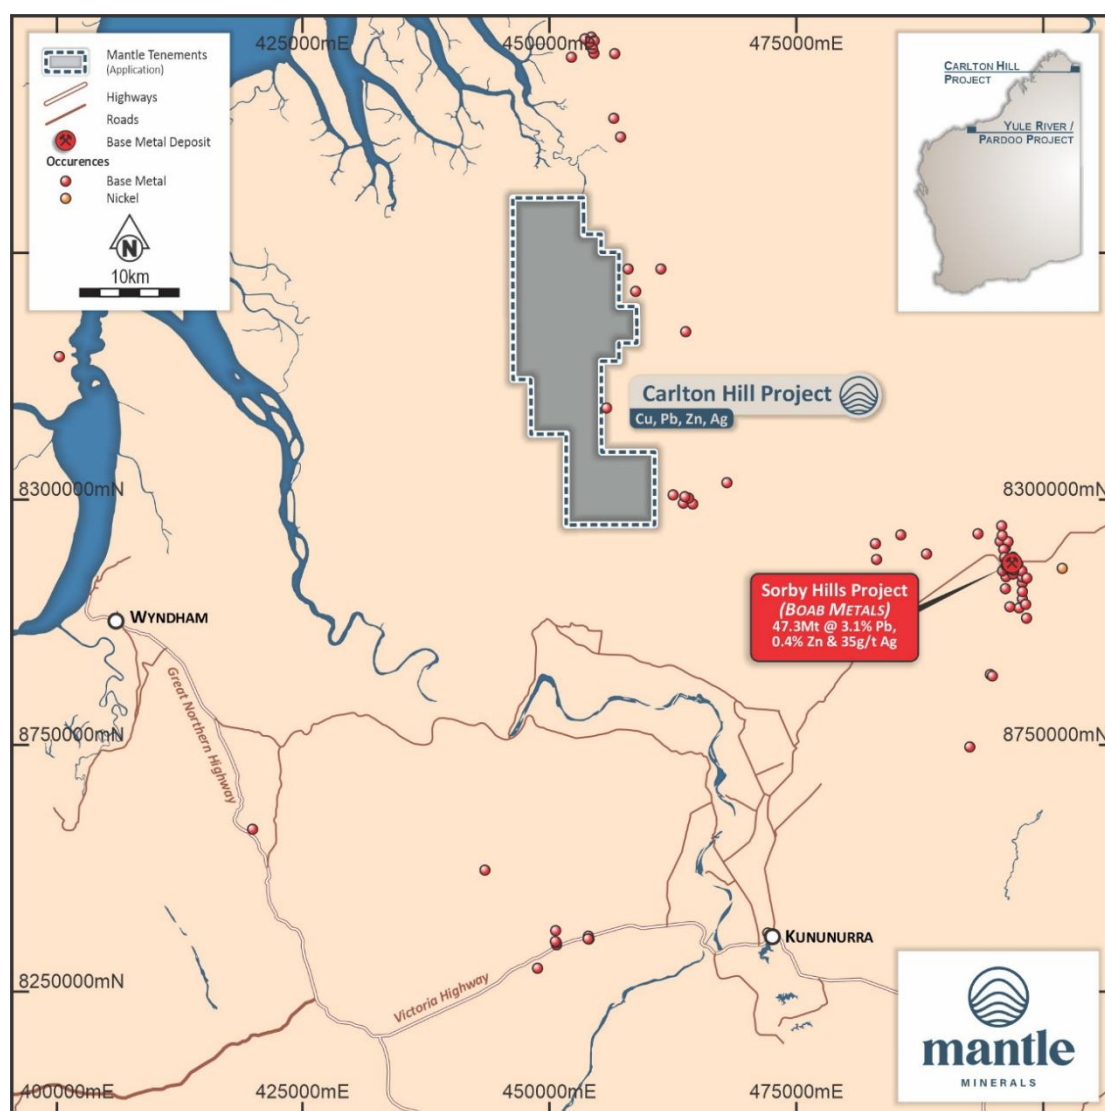 425000mE
450000mE
475000mE
Mantle Tenements
(Application)
Highways
Roads
Base Metal Deposit
Occurences
Base Metal
Nickel
N
10km
CARLTON HILL
PROJECT
YULE RIVER /
PARDOO PROJECT
Carlton Hill Project
Cu, Pb, Zn, Ag
8300000mN
8300000mN
Sorby Hills Project
(BOAB METALS)
47.3Mt @ 3.1% Pb,
0.4% Zn & 35g/t Ag
WYNDHAM
Great Northern Highway
8750000mN
8750000mN
KUNUNURRA
Victoria Highway
8250000mN
8250000mN
mantle
MINERALS
400000mE
425000mE
450000mE
475000mE